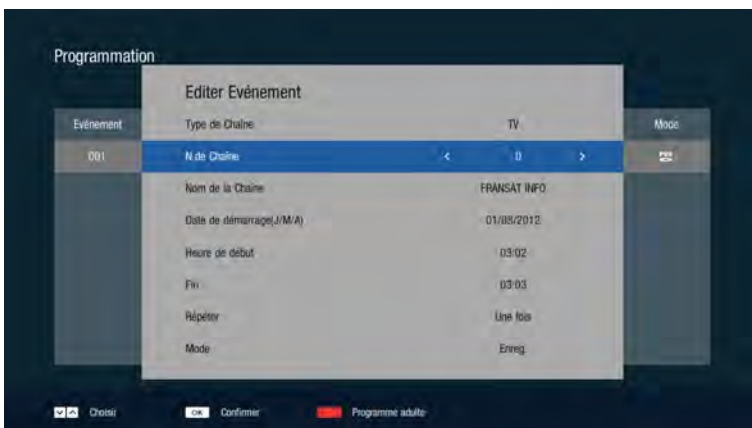 Programmation
Editer Evénement
Evénement
Type de Chaîne TV
Mode
001
N.de Chaîne < 0 >
Nom de la Chaîne FRANSAT INFO
Date de démarrage(J/M/A) 01/08/2012
Heure de début 03:02
Fin 03:03
Répéter Une fois
Mode Enreg.
Choisir OK Confirmer Programme adulte